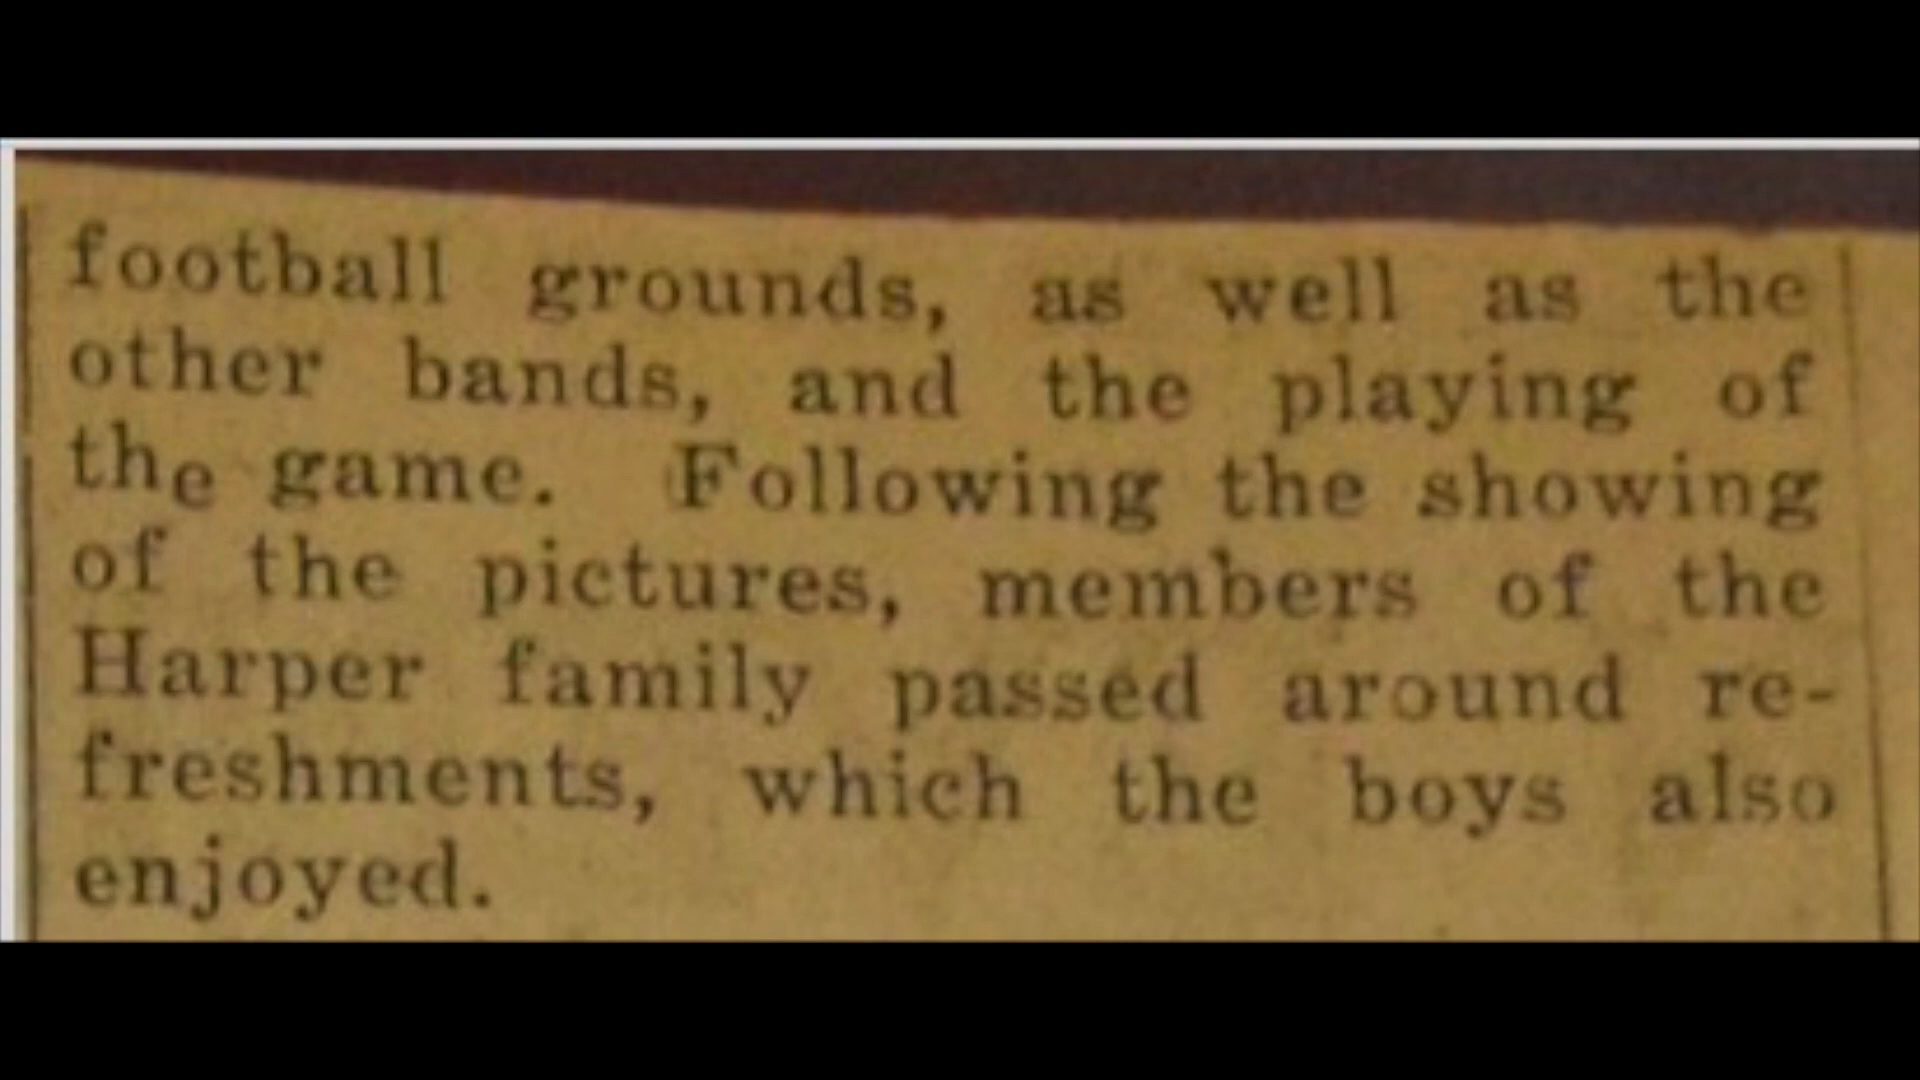 football grounds, as well as the
other bands, and the playing of
the game. Following the showing
of the pictures, members of the
Harper family passed around re-
freshments, which the boys also
enjoyed.